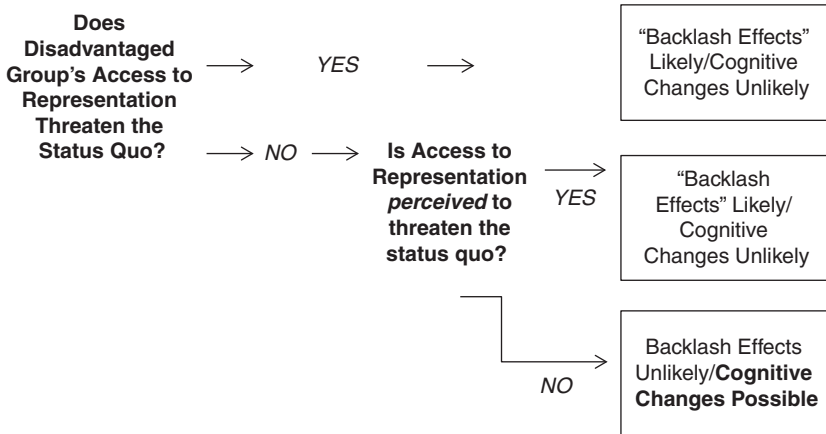 Does
Disadvantaged
Group’s Access to
Representation
Threaten the
Status Quo?
YES
“Backlash Effects”
Likely/Cognitive
Changes Unlikely
NO
Is Access to
Representation
perceived to
threaten the
status quo?
YES
“Backlash
Effects” Likely/
Cognitive
Changes Unlikely
NO
Backlash Effects
Unlikely/Cognitive
Changes Possible